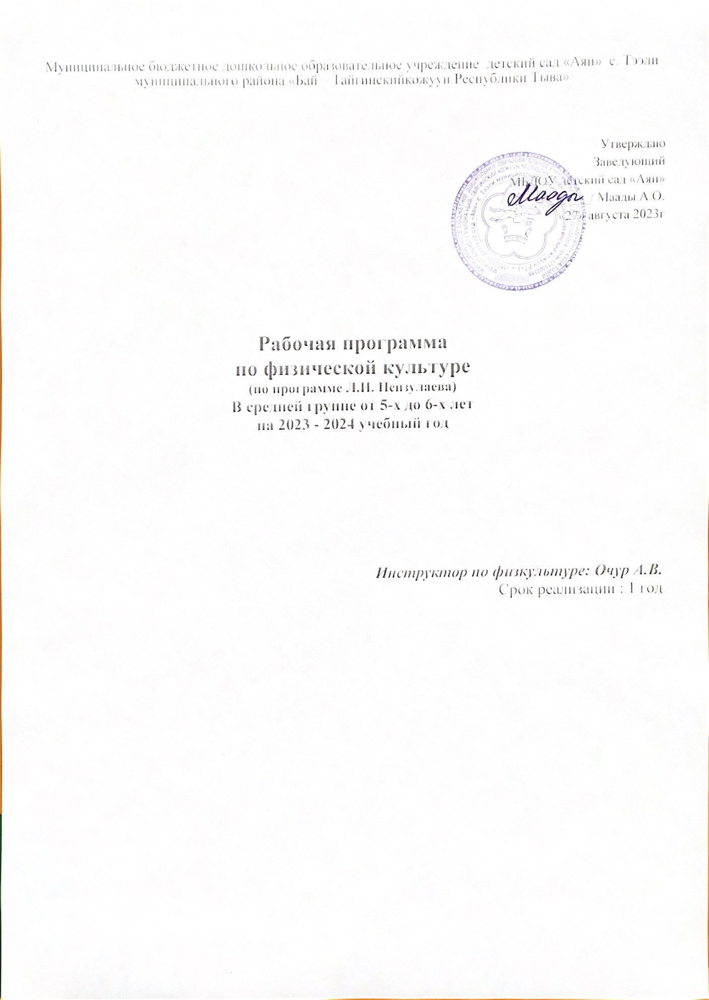 Муниципальное бюджетное дошкольное образовательное учреждение детский сад «Аян» с. Тээли
муниципального района «Бай – Тайгинскийкожуун Республики Тыва»
Утверждаю
Заведующий
МБДОУ детский сад «Аян»
Маады / Маады А.О.
«27» августа 2023г
Рабочая программа
по физической культуре
(по программе Л.И. Пензулаева)
В средней группе от 5-х до 6-х лет
на 2023 - 2024 учебный год
Инструктор по физкультуре: Очур А.В.
Срок реализации : 1 год